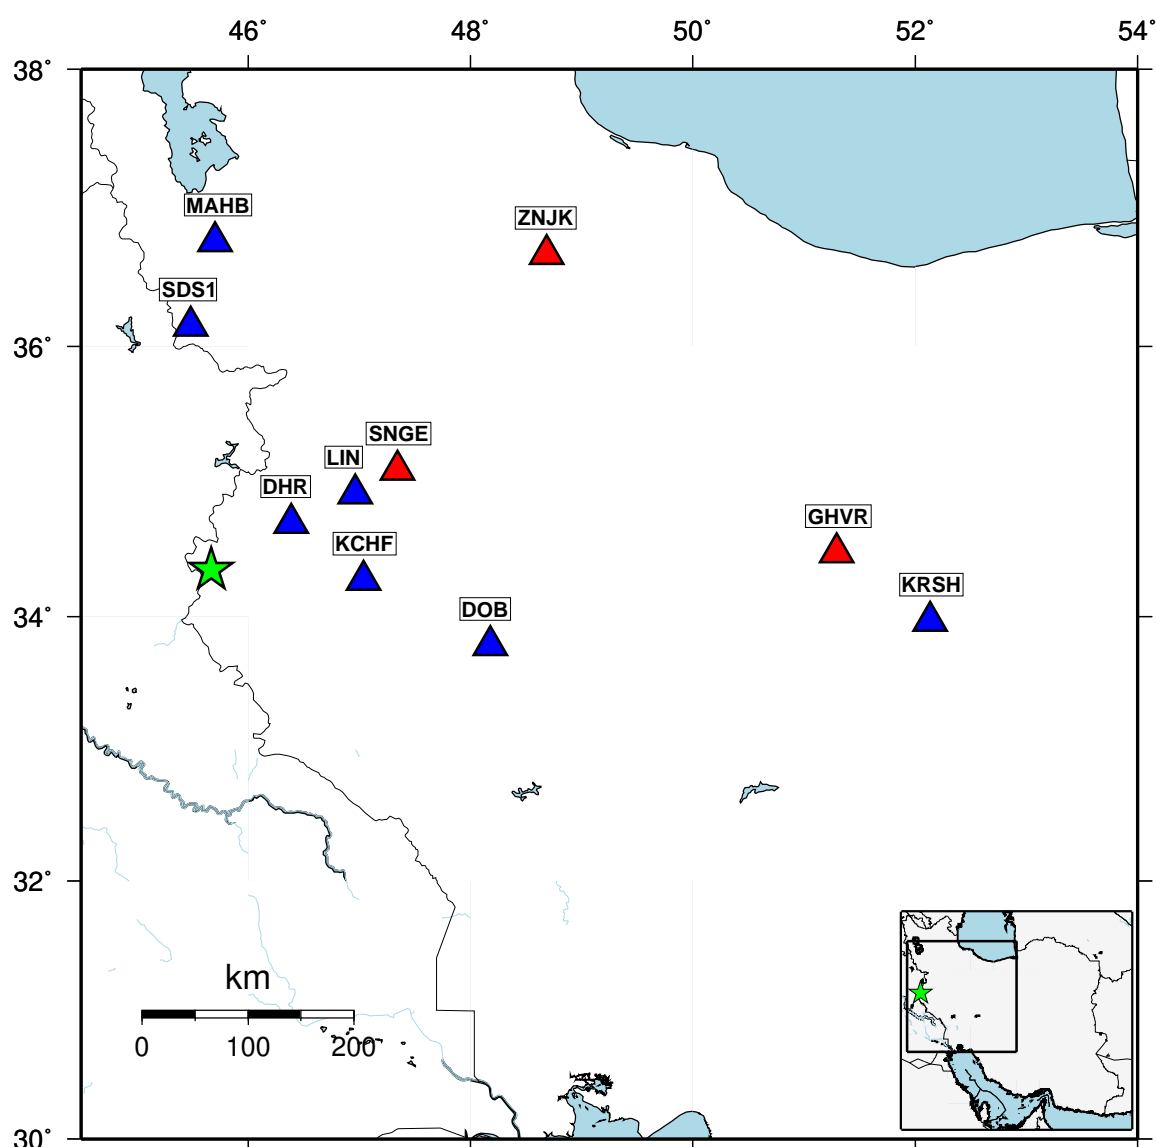 46° 48° 50° 52° 54°
38°
MAHB
ZNJK
SDS1
36°
SNGE
LIN
DHR
GHVR
KCHF
KRSH
DOB
34°
32°
km
0 100 200
30°